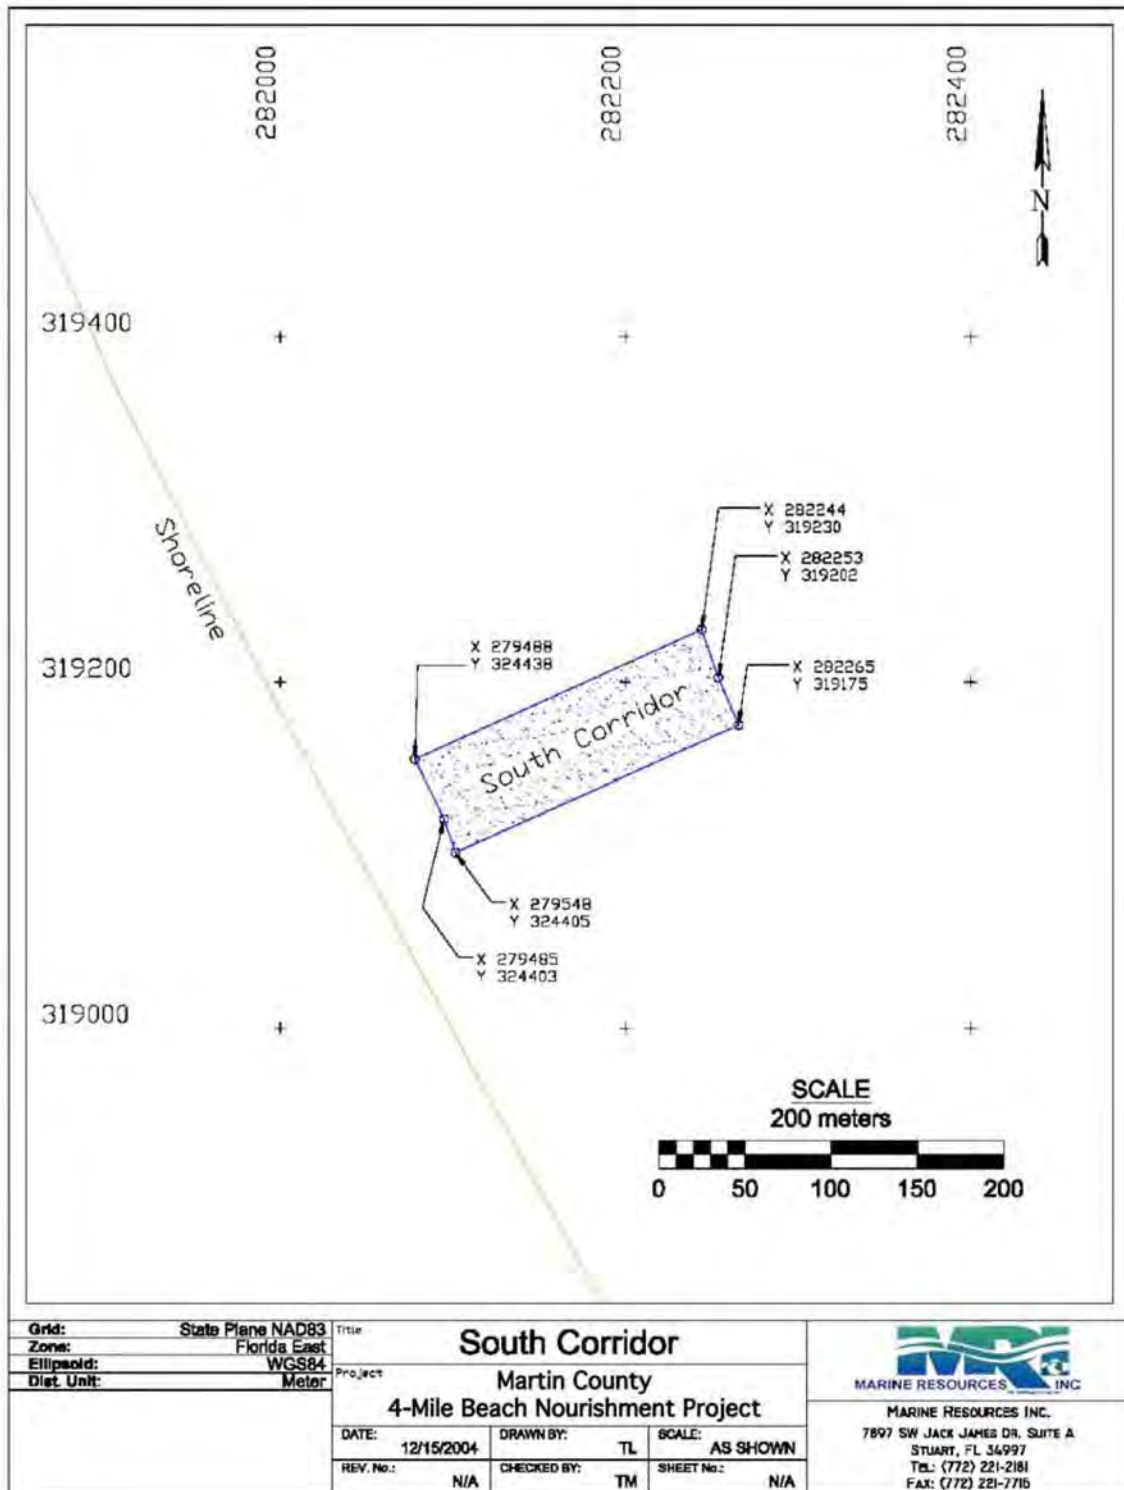 282000
282200
282400
N
319400
Shoreline
X 282244
Y 319230
X 282253
Y 319202
X 279488
Y 324438
319200
X 282265
Y 319175
South Corridor
X 279548
Y 324405
X 279485
Y 324403
319000
SCALE
200 meters
0 50 100 150 200
Grid: State Plane NAD83
Zone: Florida East
Ellipsoid: WGS84
Dist. Unit: Meter
Title
South Corridor
Project
Martin County
4-Mile Beach Nourishment Project
DATE: 12/15/2004
DRAWN BY: TL
SCALE: AS SHOWN
REV. No.: N/A
CHECKED BY: TM
SHEET No.: N/A
MRI
MARINE RESOURCES INC
MARINE RESOURCES INC.
7897 SW JACK JAMES DR. SUITE A
STUART, FL 34997
TEL: (772) 221-2181
FAX: (772) 221-7715